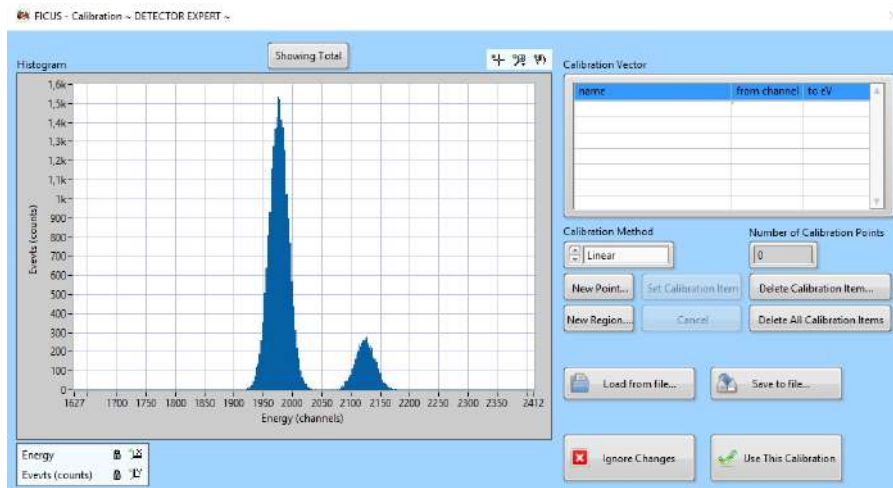 FICUS - Calibration ~ DETECTOR EXPERT ~
Histogram
Showing Total
1,6k
1,5k
1,4k
1,3k
1,2k
1,1k
1k
900
800
700
600
500
400
300
200
100
0
Evevts (counts)
1627 1700 1750 1800 1850 1900 1950 2000 2050 2100 2150 2200 2250 2300 2350 2412
Energy (channels)
Energy
Evevts (counts)
Calibration Vector
name from channel to eV
Calibration Method
Number of Calibration Points
Linear
0
New Point... Set Calibration Item Delete Calibration Item...
New Region... Cancel Delete All Calibration Items
Load from file... Save to file...
Ignore Changes Use This Calibration